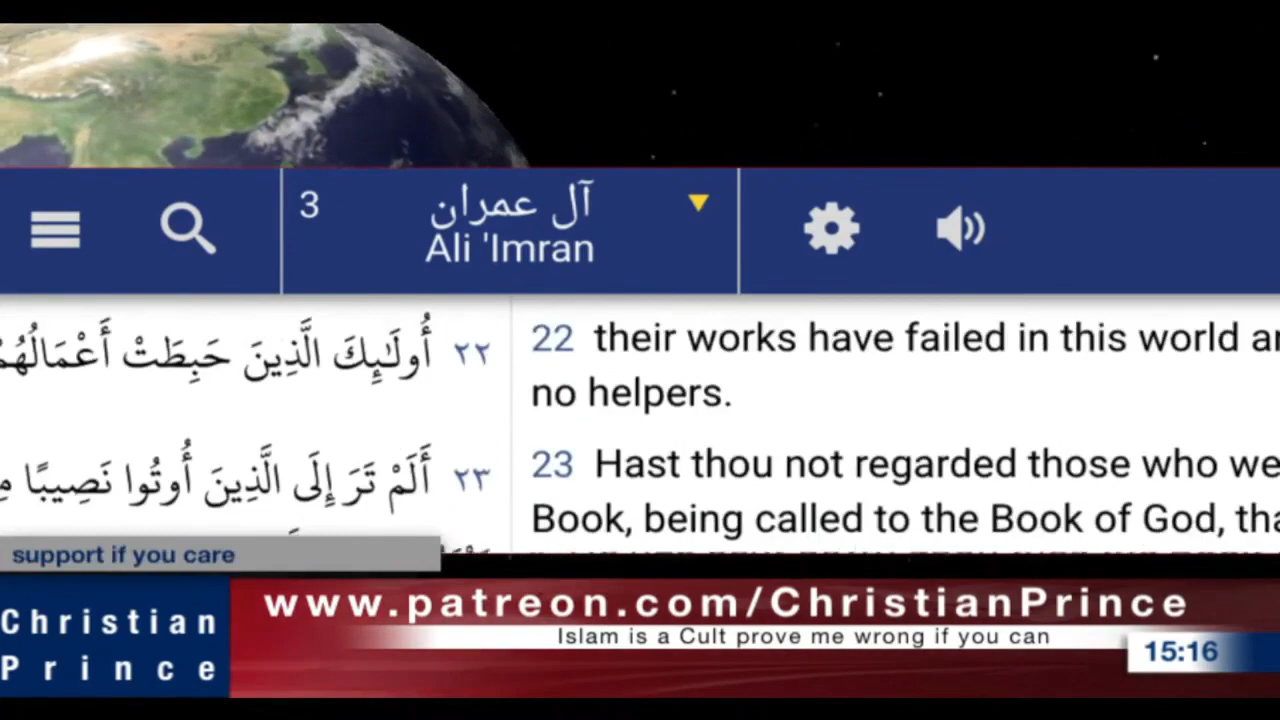 3
آل عمران
Ali 'Imran
٢٢ أُولَـٰئِكَ الَّذِينَ حَبِطَتْ أَعْمَالُهُمْ
22 their works have failed in this world
no helpers.
٢٣ أَلَمْ تَرَ إِلَى الَّذِينَ أُوتُوا نَصِيبًا
23 Hast thou not regarded those who
Book, being called to the Book of God,
support if you care
Christian
Prince
www.patreon.com/ChristianPrince
Islam is a Cult prove me wrong if you can
15:16